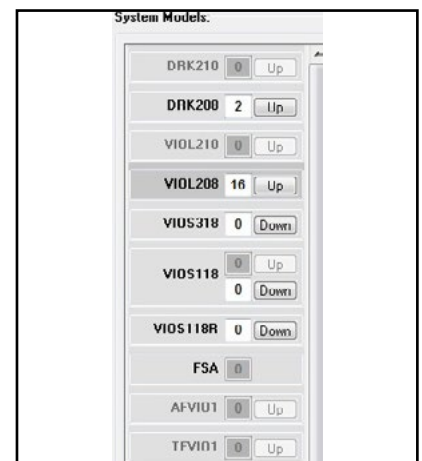 System Models.
DRK210 0 Up
DRK208 2 Up
VIOL210 0 Up
VIOL208 16 Up
VIOS318 0 Down
VIOS118 0 Up
0 Down
VIOS118R 0 Down
FSA 0
AFVIO1 0 Up
TFVIO1 0 Up